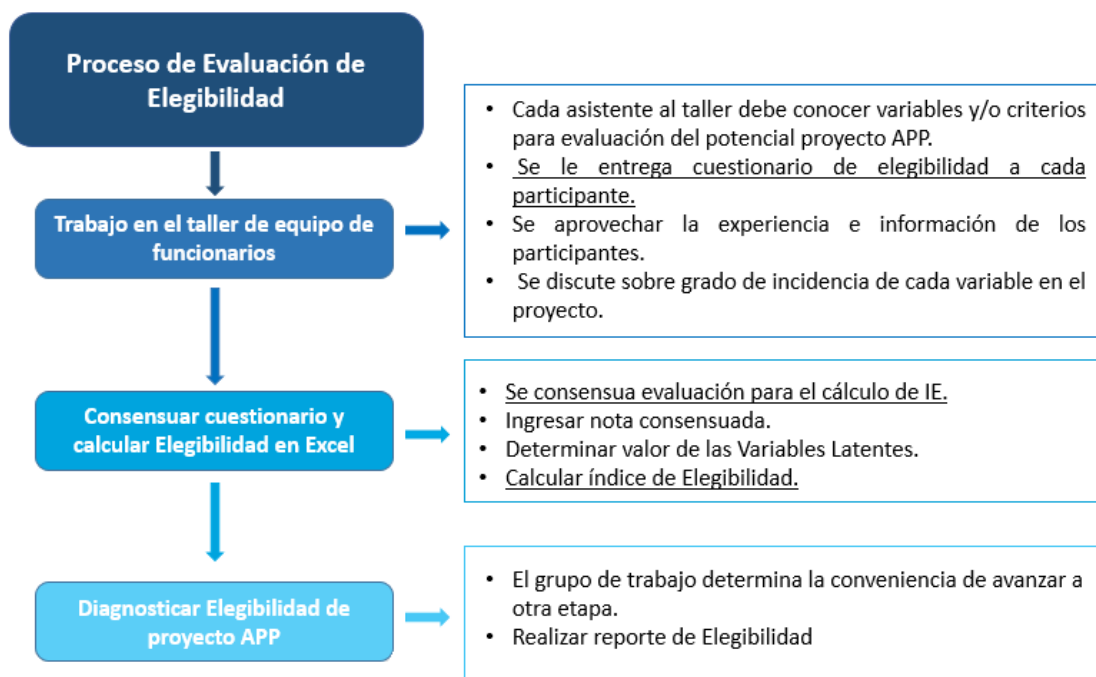 Proceso de Evaluación de
Elegibilidad
• Cada asistente al taller debe conocer variables y/o criterios
para evaluación del potencial proyecto APP.
• Se le entrega cuestionario de elegibilidad a cada
participante.
• Se aprovechar la experiencia e información de los
participantes.
• Se discute sobre grado de incidencia de cada variable en el
proyecto.
Trabajo en el taller de equipo de
funcionarios
• Se consensua evaluación para el cálculo de IE.
• Ingresar nota consensuada.
• Determinar valor de las Variables Latentes.
• Calcular índice de Elegibilidad.
Consensuar cuestionario y
calcular Elegibilidad en Excel
• El grupo de trabajo determina la conveniencia de avanzar a
otra etapa.
• Realizar reporte de Elegibilidad
Diagnosticar Elegibilidad de
proyecto APP